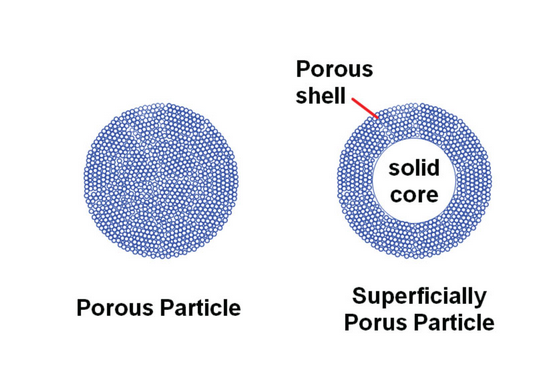 Porous
shell
solid
core
Porous Particle
Superficially
Porus Particle